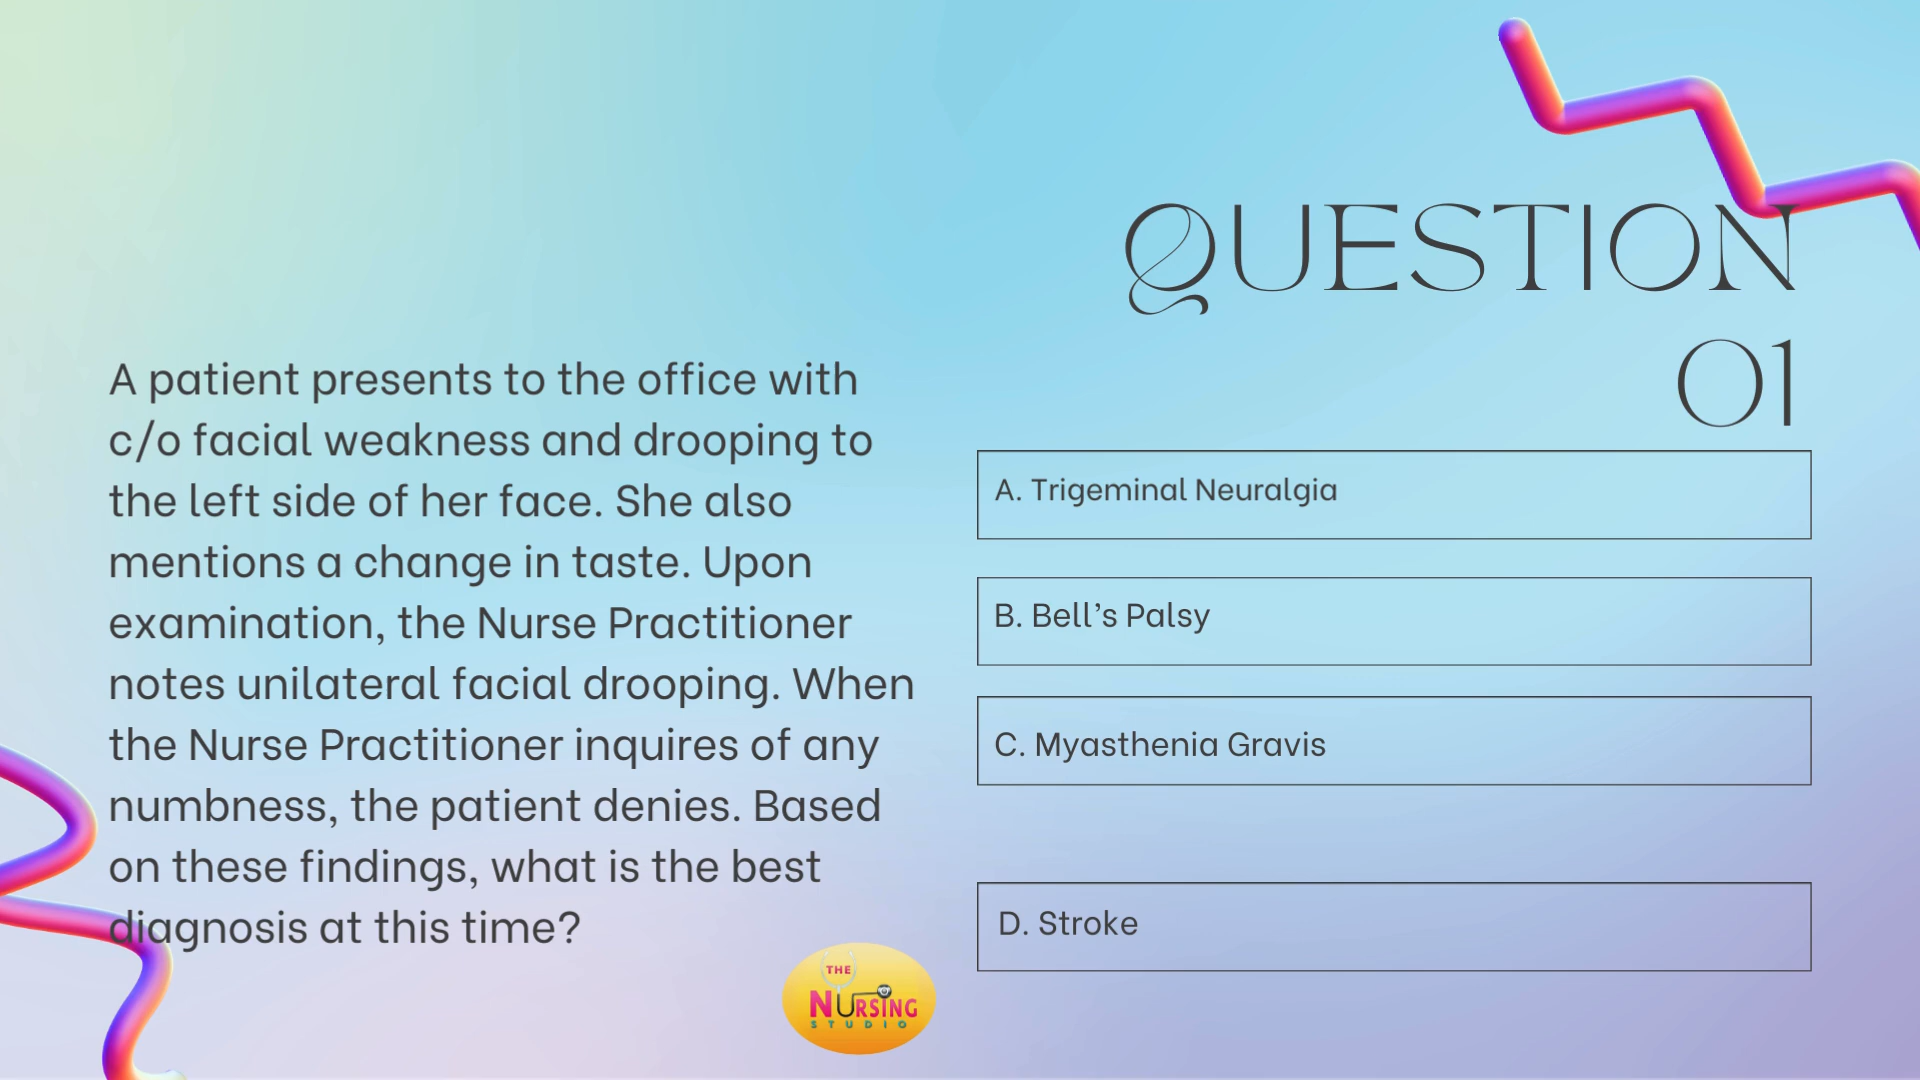 QUESTION
01
A patient presents to the office with
c/o facial weakness and drooping to
the left side of her face. She also
mentions a change in taste. Upon
examination, the Nurse Practitioner
notes unilateral facial drooping. When
the Nurse Practitioner inquires of any
numbness, the patient denies. Based
on these findings, what is the best
diagnosis at this time?
A. Trigeminal Neuralgia
B. Bell’s Palsy
C. Myasthenia Gravis
D. Stroke
THE
NURSING
STUDIO